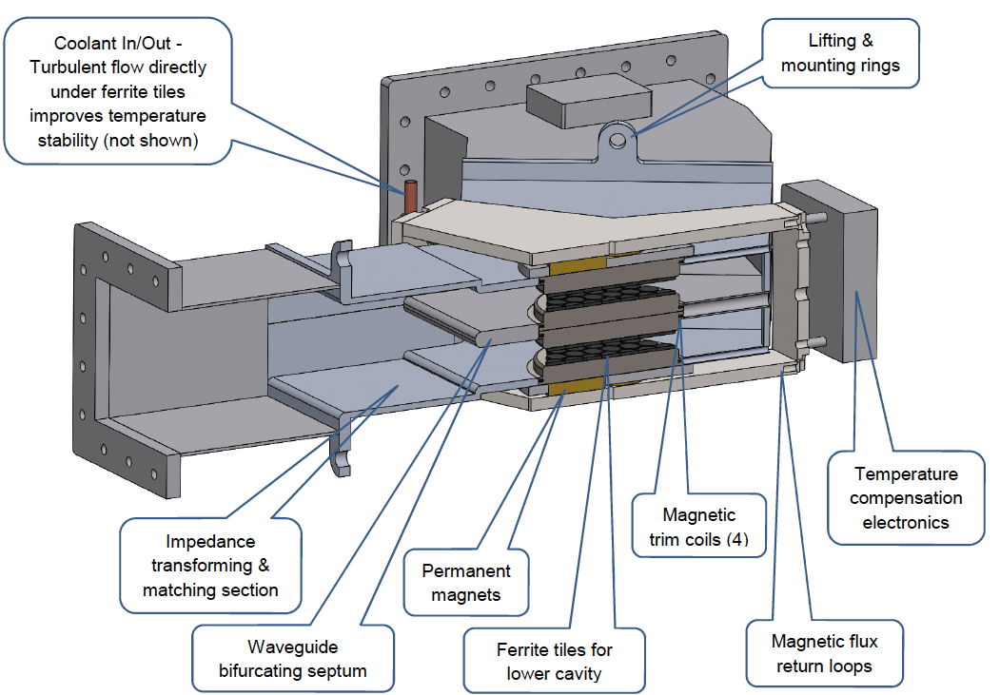 Coolant In/Out -
Turbulent flow directly
under ferrite tiles
improves temperature
stability (not shown)
Lifting &
mounting rings
Temperature
compensation
electronics
Magnetic
trim coils (4)
Impedance
transforming &
matching section
Permanent
magnets
Waveguide
bifurcating septum
Ferrite tiles for
lower cavity
Magnetic flux
return loops